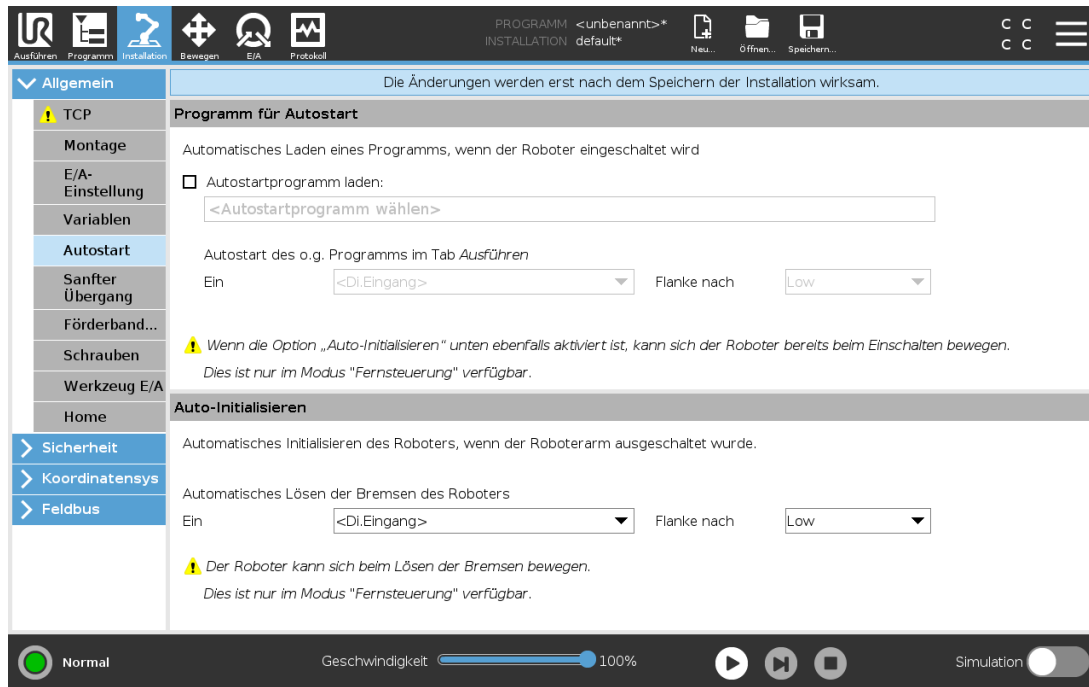 PROGRAMM <unbenannt>*
INSTALLATION default*
Ausführen Programm Installation Bewegen E/A Protokoll
Neu... Öffnen... Speichern...
C C
C C
Allgemein
Die Änderungen werden erst nach dem Speichern der Installation wirksam.
TCP
Montage
E/A-
Einstellung
Variablen
Autostart
Sanfter
Übergang
Förderband...
Schrauben
Werkzeug E/A
Home
Sicherheit
Koordinatensys
Feldbus
Programm für Autostart
Automatisches Laden eines Programms, wenn der Roboter eingeschaltet wird
Autostartprogramm laden:
<Autostartprogramm wählen>
Autostart des o.g. Programms im Tab Ausführen
Ein <Di.Eingang> Flanke nach Low
Wenn die Option „Auto-Initialisieren" unten ebenfalls aktiviert ist, kann sich der Roboter bereits beim Einschalten bewegen.
Dies ist nur im Modus "Fernsteuerung" verfügbar.
Auto-Initialisieren
Automatisches Initialisieren des Roboters, wenn der Roboterarm ausgeschaltet wurde.
Automatisches Lösen der Bremsen des Roboters
Ein <Di.Eingang> Flanke nach Low
Der Roboter kann sich beim Lösen der Bremsen bewegen.
Dies ist nur im Modus "Fernsteuerung" verfügbar.
Normal
Geschwindigkeit 100%
Simulation